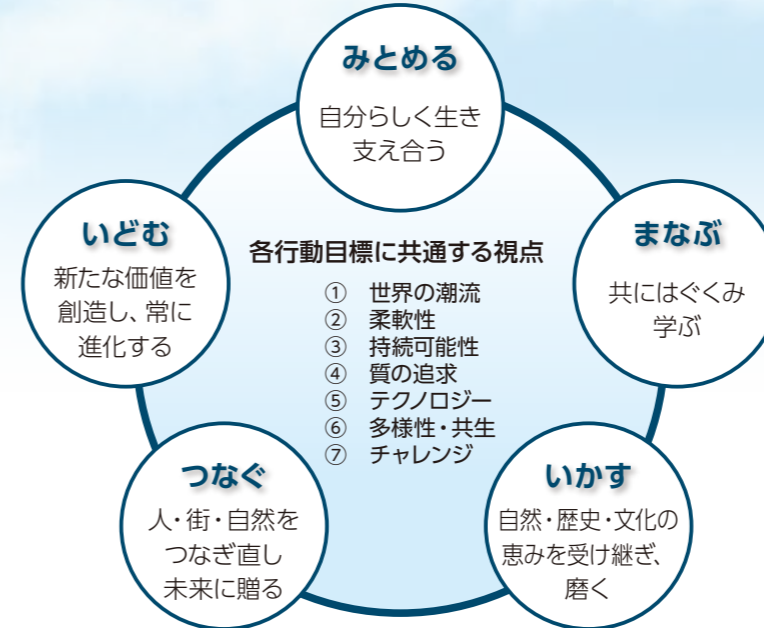 みとめる
自分らしく生き
支え合う
いどむ
新たな価値を
創造し、常に
進化する
まなぶ
共にはぐくみ
学ぶ
各行動目標に共通する視点
① 世界の潮流
② 柔軟性
③ 持続可能性
④ 質の追求
⑤ テクノロジー
⑥ 多様性・共生
⑦ チャレンジ
つなぐ
人・街・自然を
つなぎ直し
未来に贈る
いかす
自然・歴史・文化の
恵みを受け継ぎ、
磨く